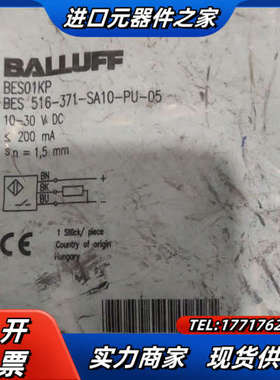 进口元器件之家
BALLUFF
BES01KP
BES 516-371-SA10-PU-05
10-30 V DC
≤ 200 mA
Sn = 1,5 mm
BN
BK
BU
+
-
1 Stück/ piece
Country of origin
Hungary
CE
开
票
TEL:17717762
实力商家 现货供